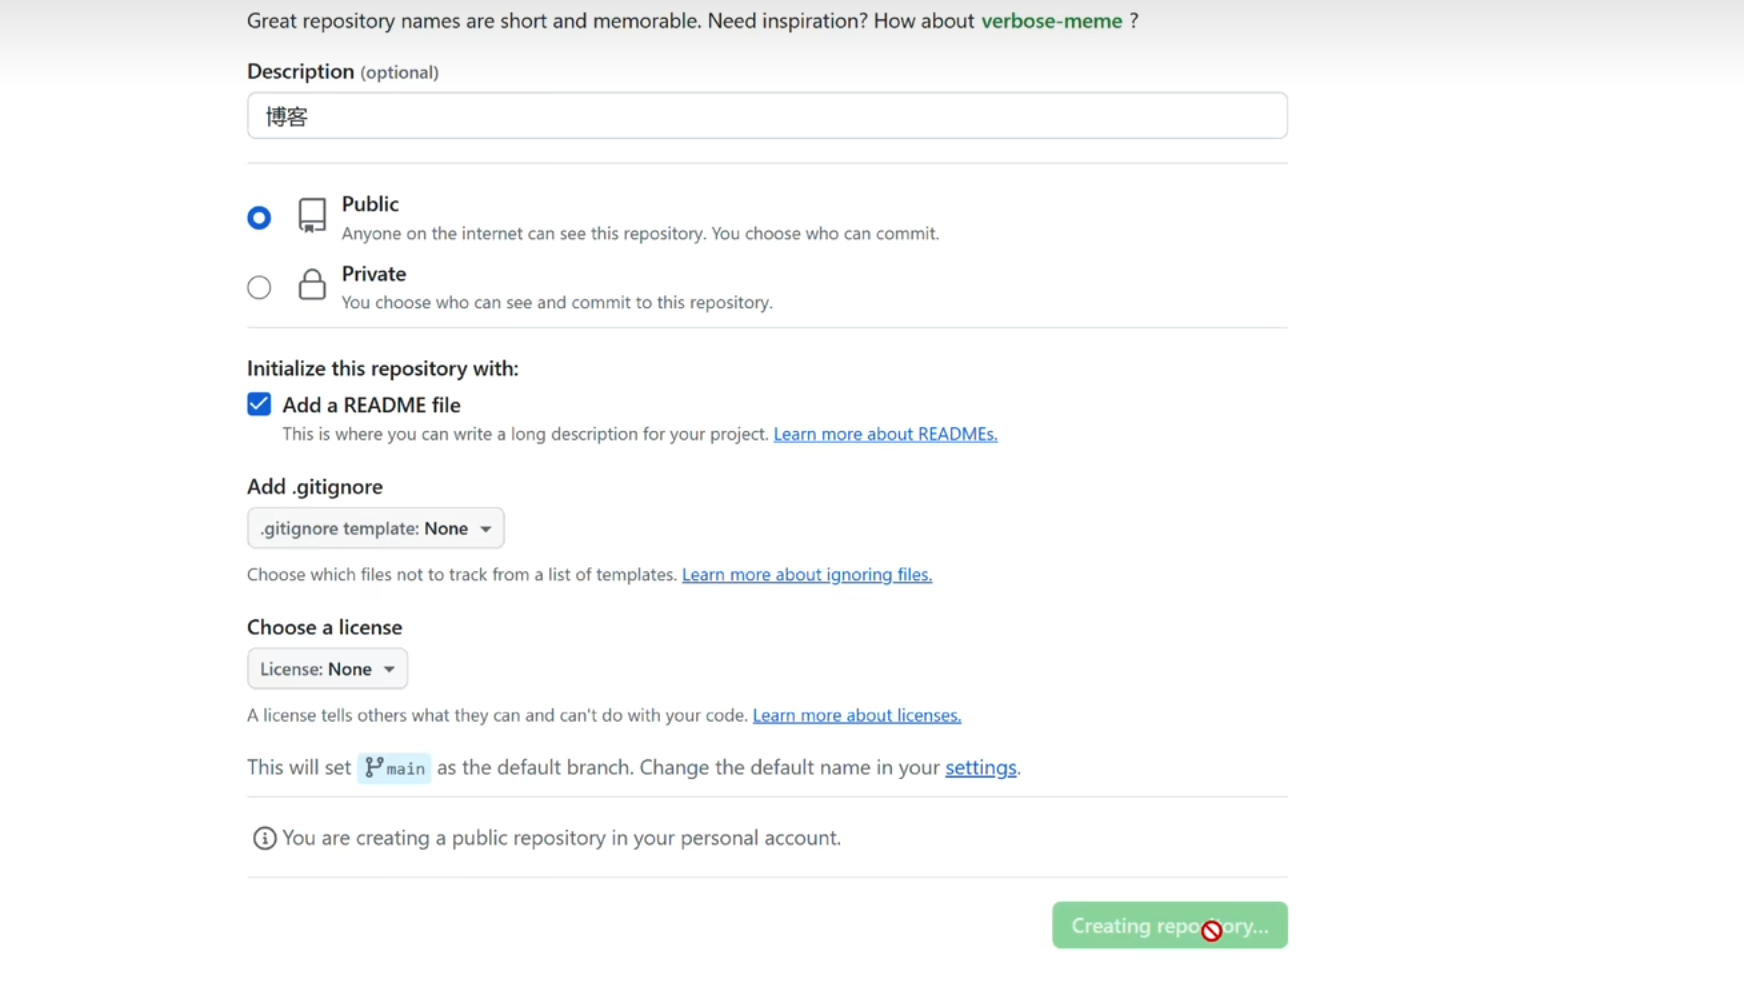 Great repository names are short and memorable. Need inspiration? How about verbose-meme ?
Description (optional)
博客
Public
Anyone on the internet can see this repository. You choose who can commit.
Private
You choose who can see and commit to this repository.
Initialize this repository with:
Add a README file
This is where you can write a long description for your project. Learn more about READMEs.
Add .gitignore
.gitignore template: None
Choose which files not to track from a list of templates. Learn more about ignoring files.
Choose a license
License: None
A license tells others what they can and can't do with your code. Learn more about licenses.
This will set main as the default branch. Change the default name in your settings.
You are creating a public repository in your personal account.
Creating repository...